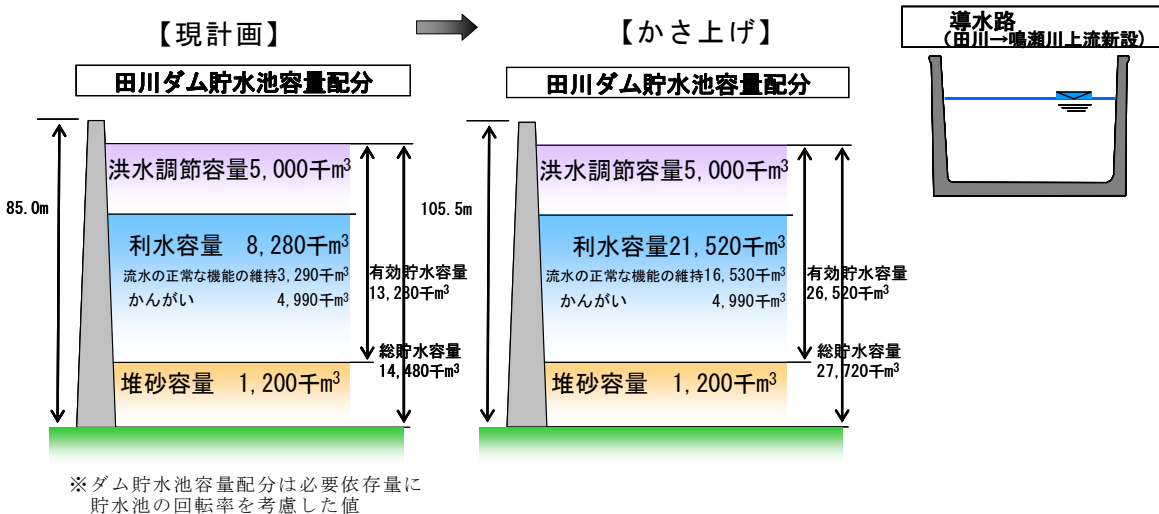 【現計画】
【かさ上げ】
導水路
(田川→鳴瀬川上流新設)
田川ダム貯水池容量配分
85.0m
洪水調節容量5,000千m³
利水容量 8,280千m³
流水の正常な機能の維持3,290千m³
かんがい 4,990千m³
堆砂容量 1,200千m³
有効貯水容量
13,280千m³
総貯水容量
14,480千m³
田川ダム貯水池容量配分
105.5m
洪水調節容量5,000千m³
利水容量21,520千m³
流水の正常な機能の維持16,530千m³
かんがい 4,990千m³
堆砂容量 1,200千m³
有効貯水容量
26,520千m³
総貯水容量
27,720千m³
※ダム貯水池容量配分は必要依存量に
貯水池の回転率を考慮した値